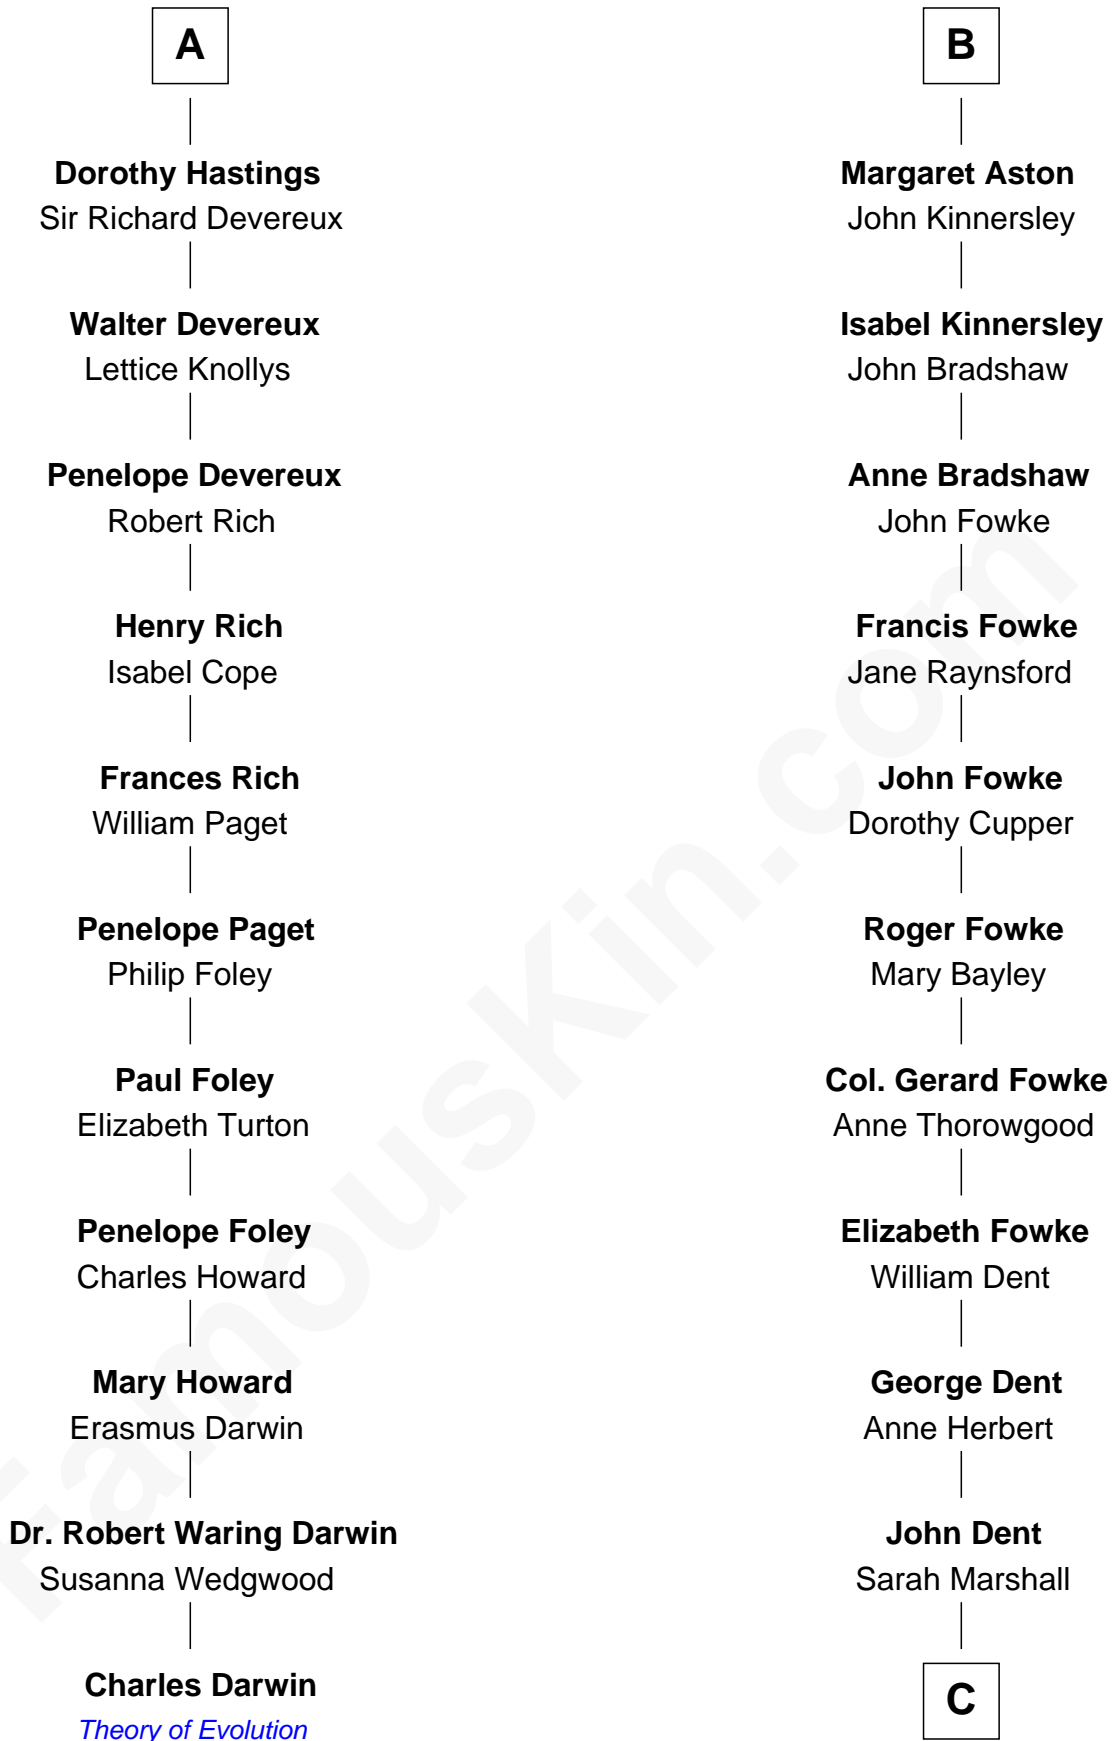 A
Dorothy Hastings
Sir Richard Devereux
Walter Devereux
Lettice Knollys
Penelope Devereux
Robert Rich
Henry Rich
Isabel Cope
Frances Rich
William Paget
Penelope Paget
Philip Foley
Paul Foley
Elizabeth Turton
Penelope Foley
Charles Howard
Mary Howard
Erasmus Darwin
Dr. Robert Waring Darwin
Susanna Wedgwood
Charles Darwin
Theory of Evolution
B
Margaret Aston
John Kinnersley
Isabel Kinnersley
John Bradshaw
Anne Bradshaw
John Fowke
Francis Fowke
Jane Raynsford
John Fowke
Dorothy Cupper
Roger Fowke
Mary Bayley
Col. Gerard Fowke
Anne Thorowgood
Elizabeth Fowke
William Dent
George Dent
Anne Herbert
John Dent
Sarah Marshall
C
FamousKin.com